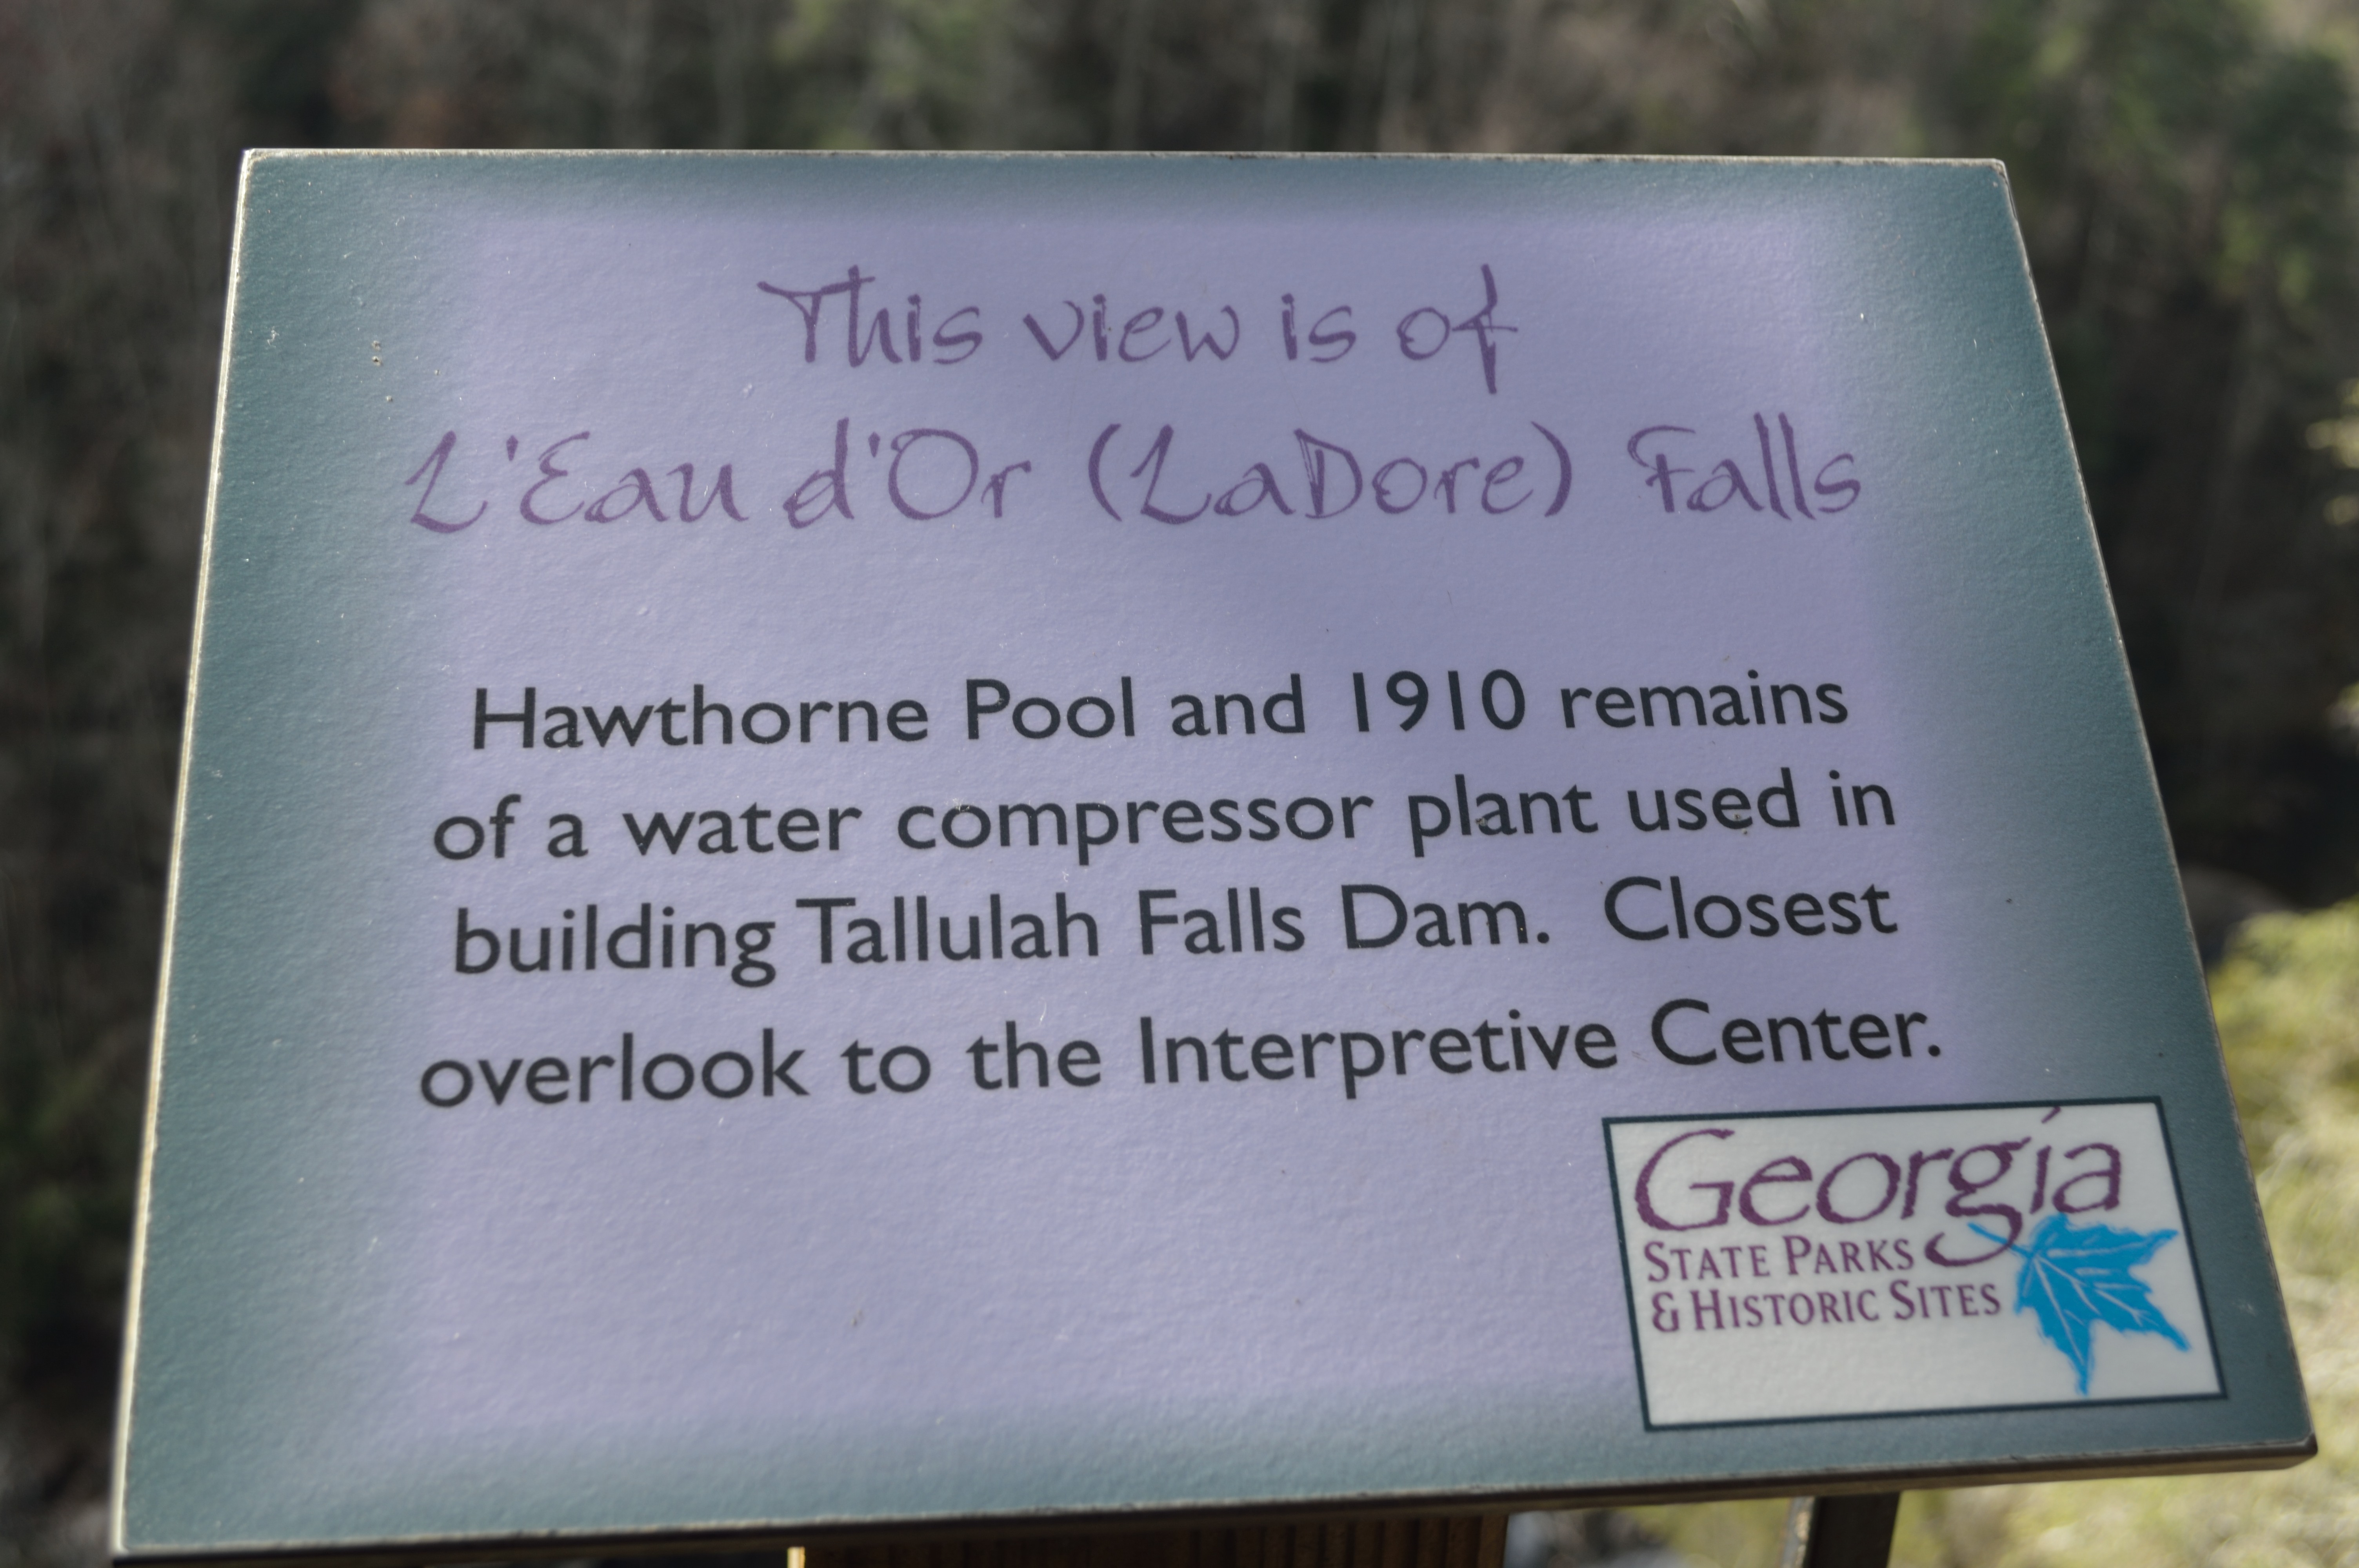 This view is of
L'Eau d'Or (LaDore) Falls
Hawthorne Pool and 1910 remains
of a water compressor plant used in
building Tallulah Falls Dam. Closest
overlook to the Interpretive Center.
Georgia
STATE PARKS
& HISTORIC SITES